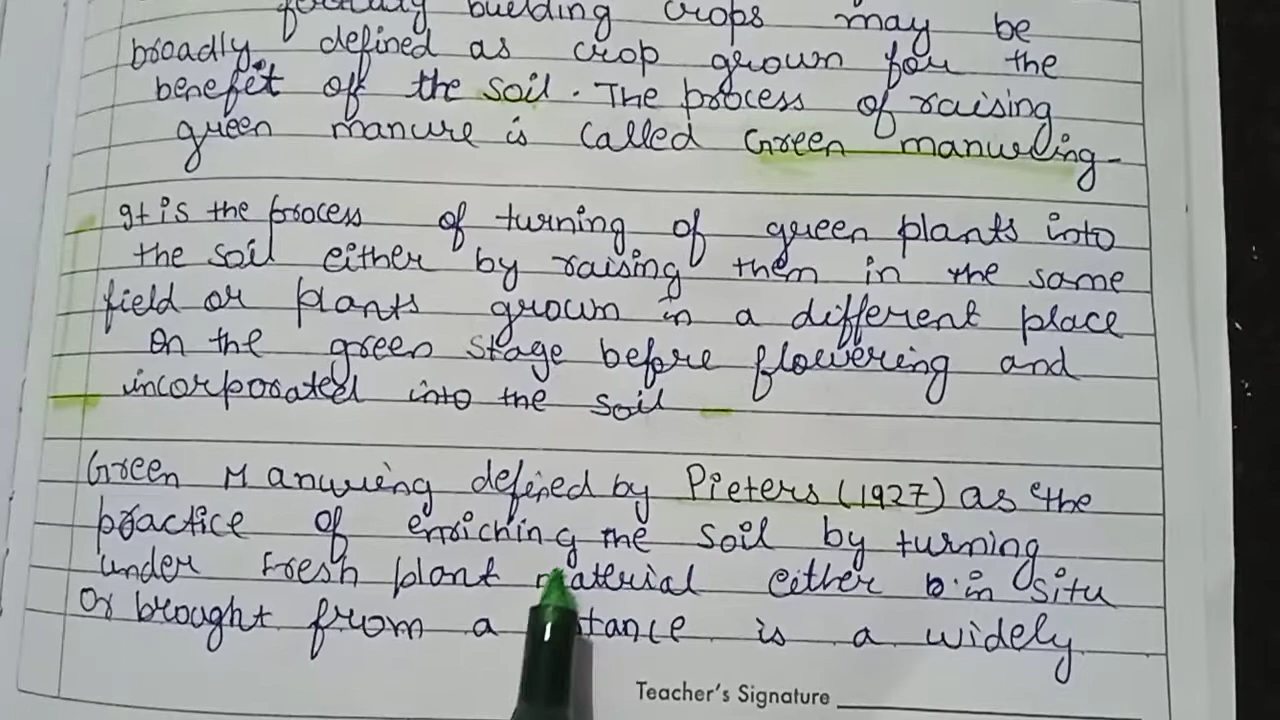 building crops may be
broadly defined as crop grown for the
benefit off the soil. The process of raising
green manure is called Green manuring-
It is the process of turning of green plants into
the soil either by raising them in the same
field or plants grown in a different place
on the green stage before flowering and
incorporated into the soil
Green Manuring defined by Pieters (1927) as "the
practice of enriching the soil by turning
under Fresh plant material either in situ
or brought from a is a widely
Teacher's Signature